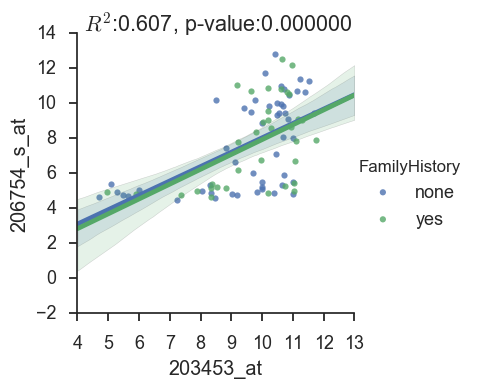 R²:0.607, p-value:0.000000
14
12
10
8
6
4
2
0
−2
206754_s_at
4 5 6 7 8 9 10 11 12 13
203453_at
FamilyHistory
none
yes